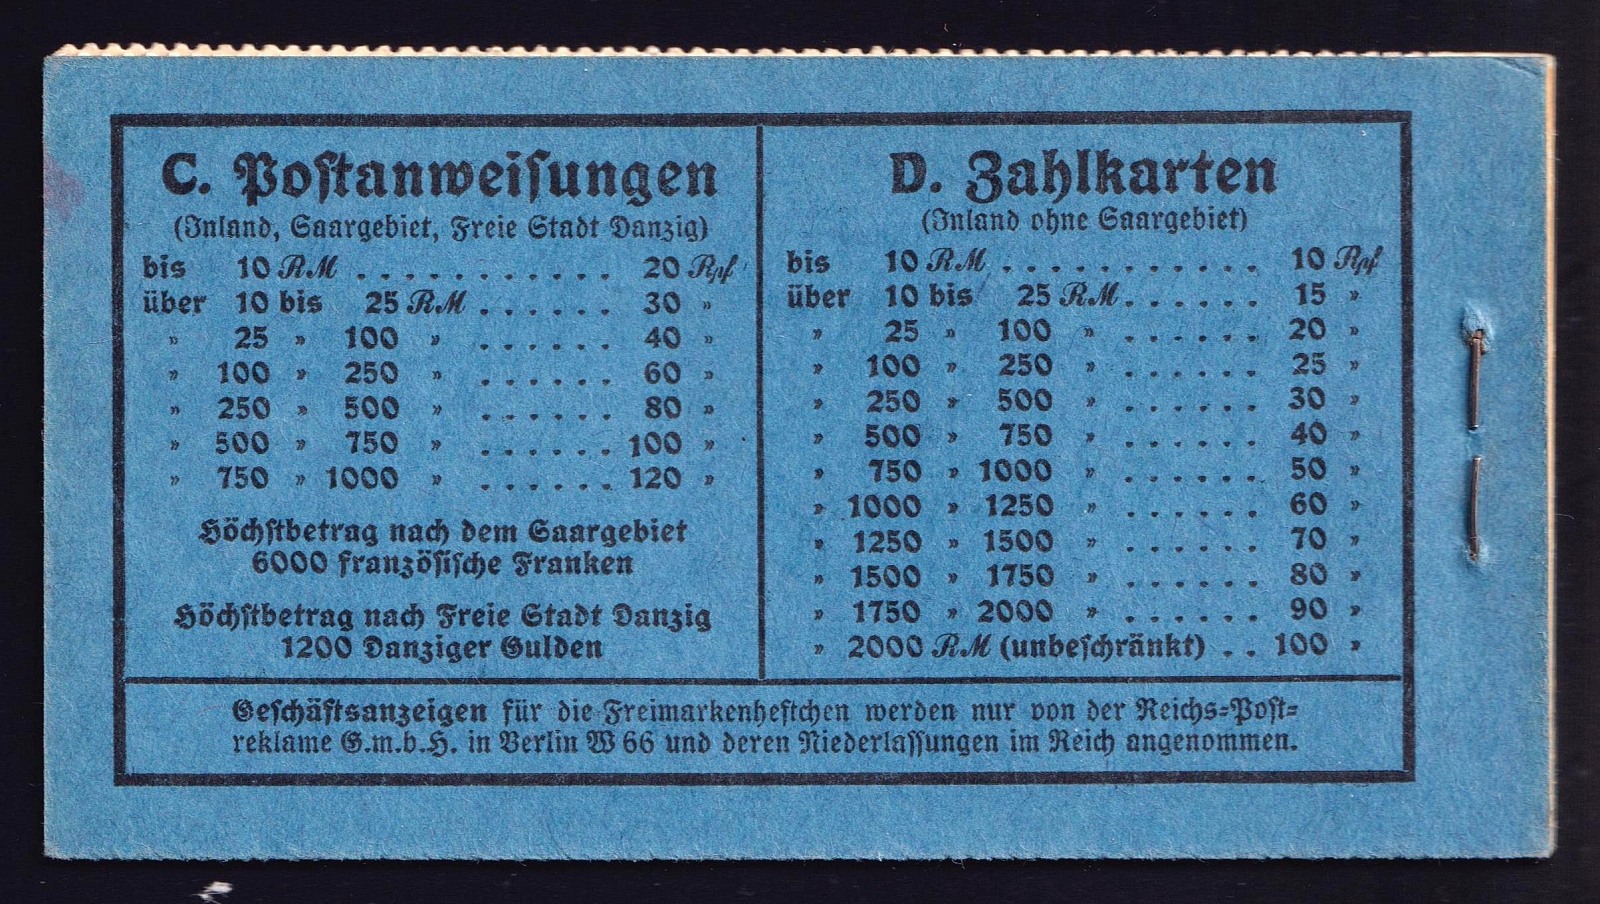 C. Postanweisungen
(Inland, Saargebiet, Freie Stadt Danzig)
bis 10 RM . . . . . . . . . . . 20 Rpf
über 10 bis 25 RM . . . . . . 30 "
" 25 " 100 " . . . . . . 40 "
" 100 " 250 " . . . . . . 60 "
" 250 " 500 " . . . . . . 80 "
" 500 " 750 " . . . . . . 100 "
" 750 " 1000 " . . . . . . 120 "
Höchstbetrag nach dem Saargebiet
6000 französische Franken
Höchstbetrag nach Freie Stadt Danzig
1200 Danziger Gulden
D. Zahlkarten
(Inland ohne Saargebiet)
bis 10 RM . . . . . . . . . . . 10 Rpf
über 10 bis 25 RM . . . . . . 15 "
" 25 " 100 " . . . . . . 20 "
" 100 " 250 " . . . . . . 25 "
" 250 " 500 " . . . . . . 30 "
" 500 " 750 " . . . . . . 40 "
" 750 " 1000 " . . . . . . 50 "
" 1000 " 1250 " . . . . . . 60 "
" 1250 " 1500 " . . . . . . 70 "
" 1500 " 1750 " . . . . . . 80 "
" 1750 " 2000 " . . . . . . 90 "
" 2000 RM (unbeschränkt) . . 100 "
Geschäftsanzeigen für die Freimarkenheftchen werden nur von der Reichs-Post-
reklame G.m.b.H. in Berlin W 66 und deren Niederlassungen im Reich angenommen.